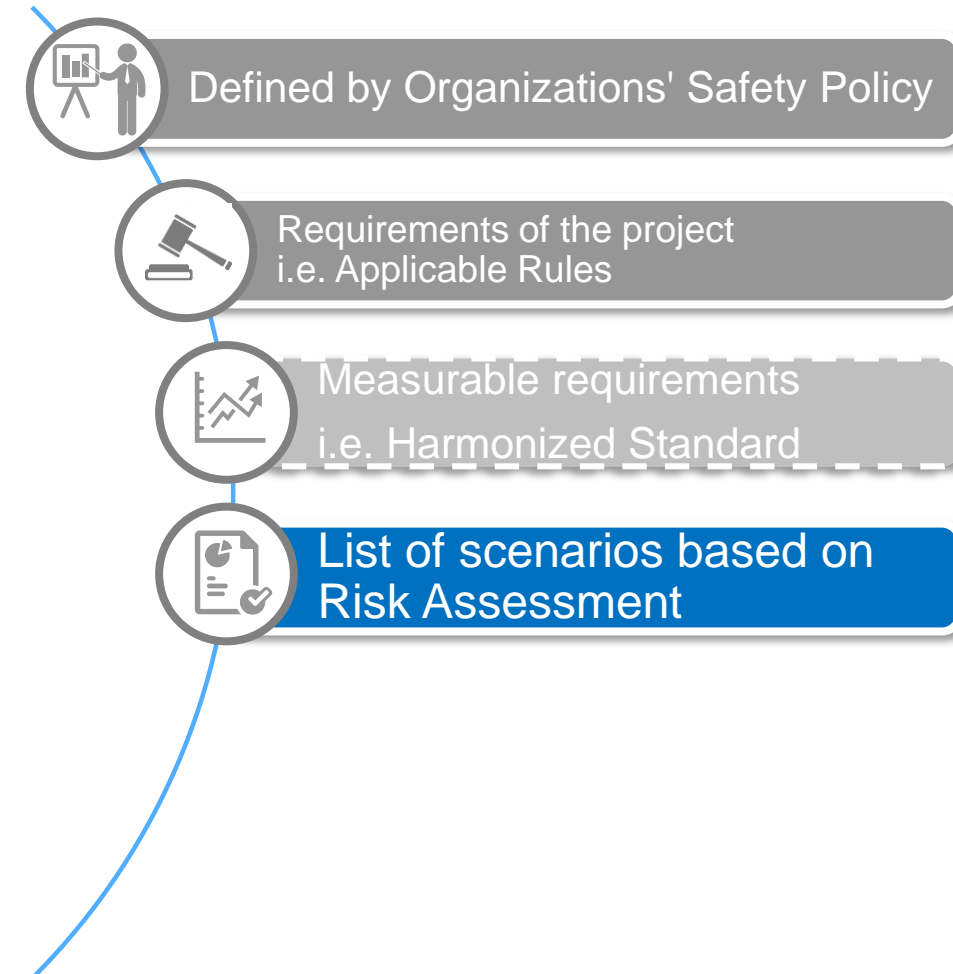 Defined by Organizations' Safety Policy
Requirements of the project
i.e. Applicable Rules
Measurable requirements
i.e. Harmonized Standard
List of scenarios based on
Risk Assessment